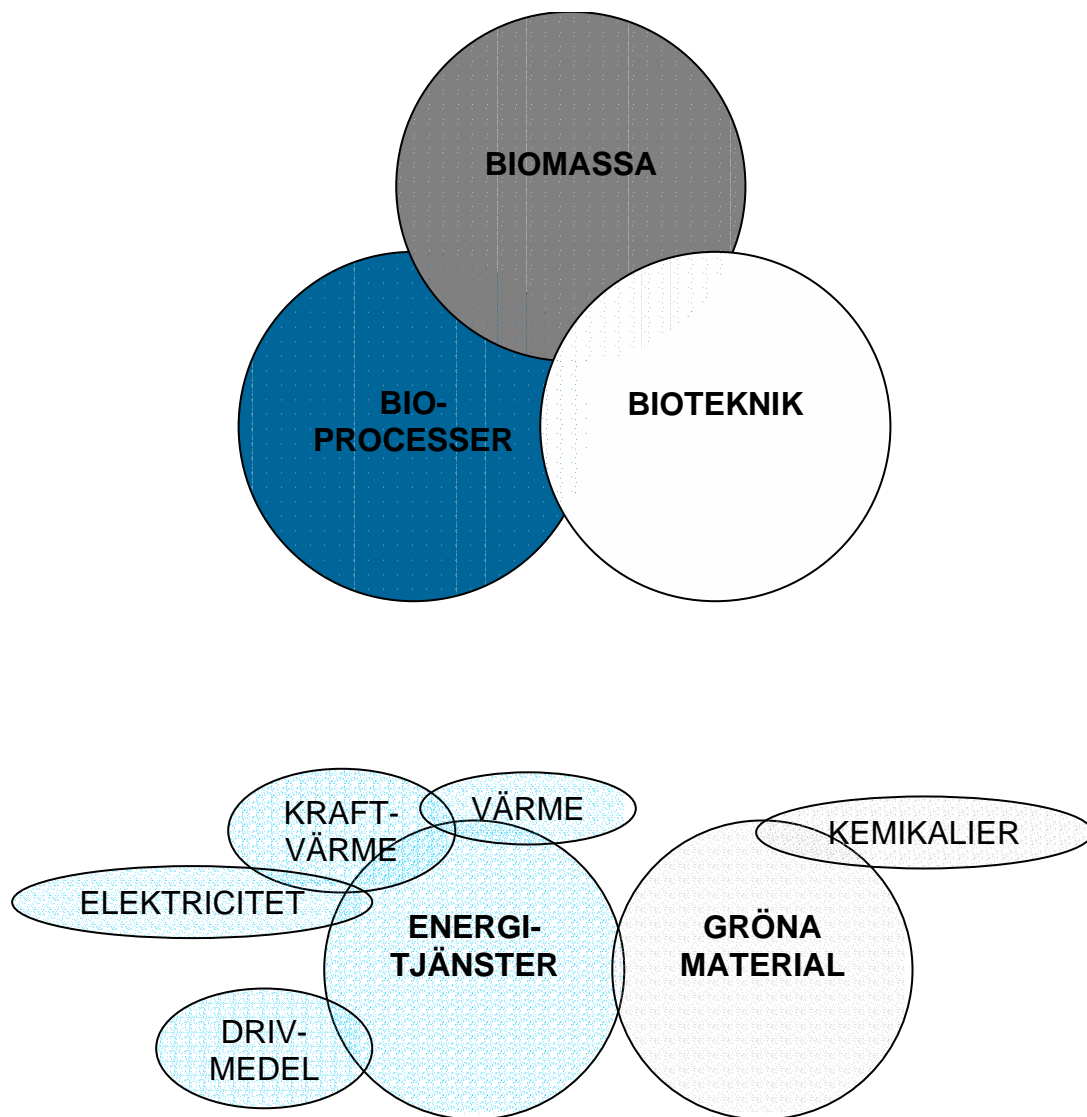 BIOMASSA
BIO-
PROCESSER
BIOTEKNIK
KRAFT-
VÄRME
VÄRME
KEMIKALIER
ELEKTRICITET
ENERGI-
TJÄNSTER
GRÖNA
MATERIAL
DRIV-
MEDEL